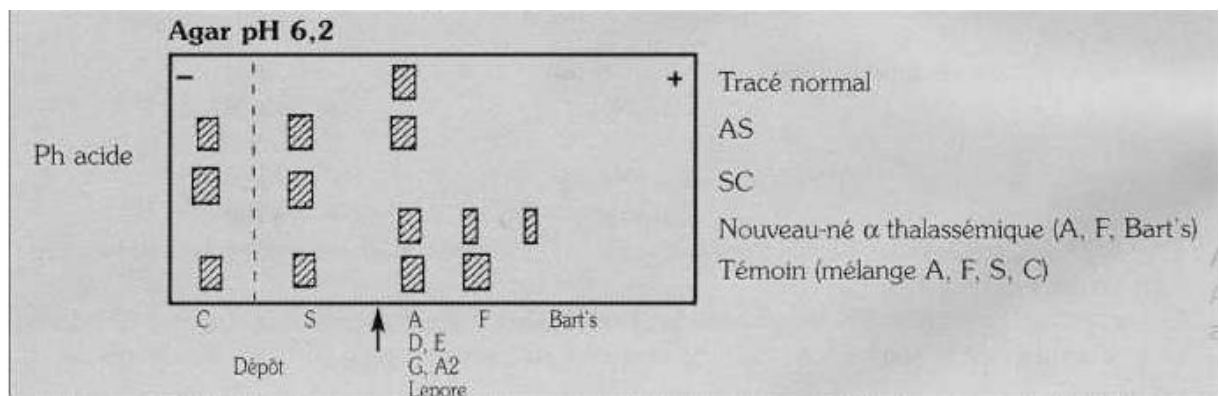 Agar pH 6,2
− +
Tracé normal
AS
Ph acide
SC
Nouveau-né α thalassémique (A, F, Bart's)
Témoin (mélange A, F, S, C)
C S A F Bart's
D, E
Dépôt G, A2
Lepore